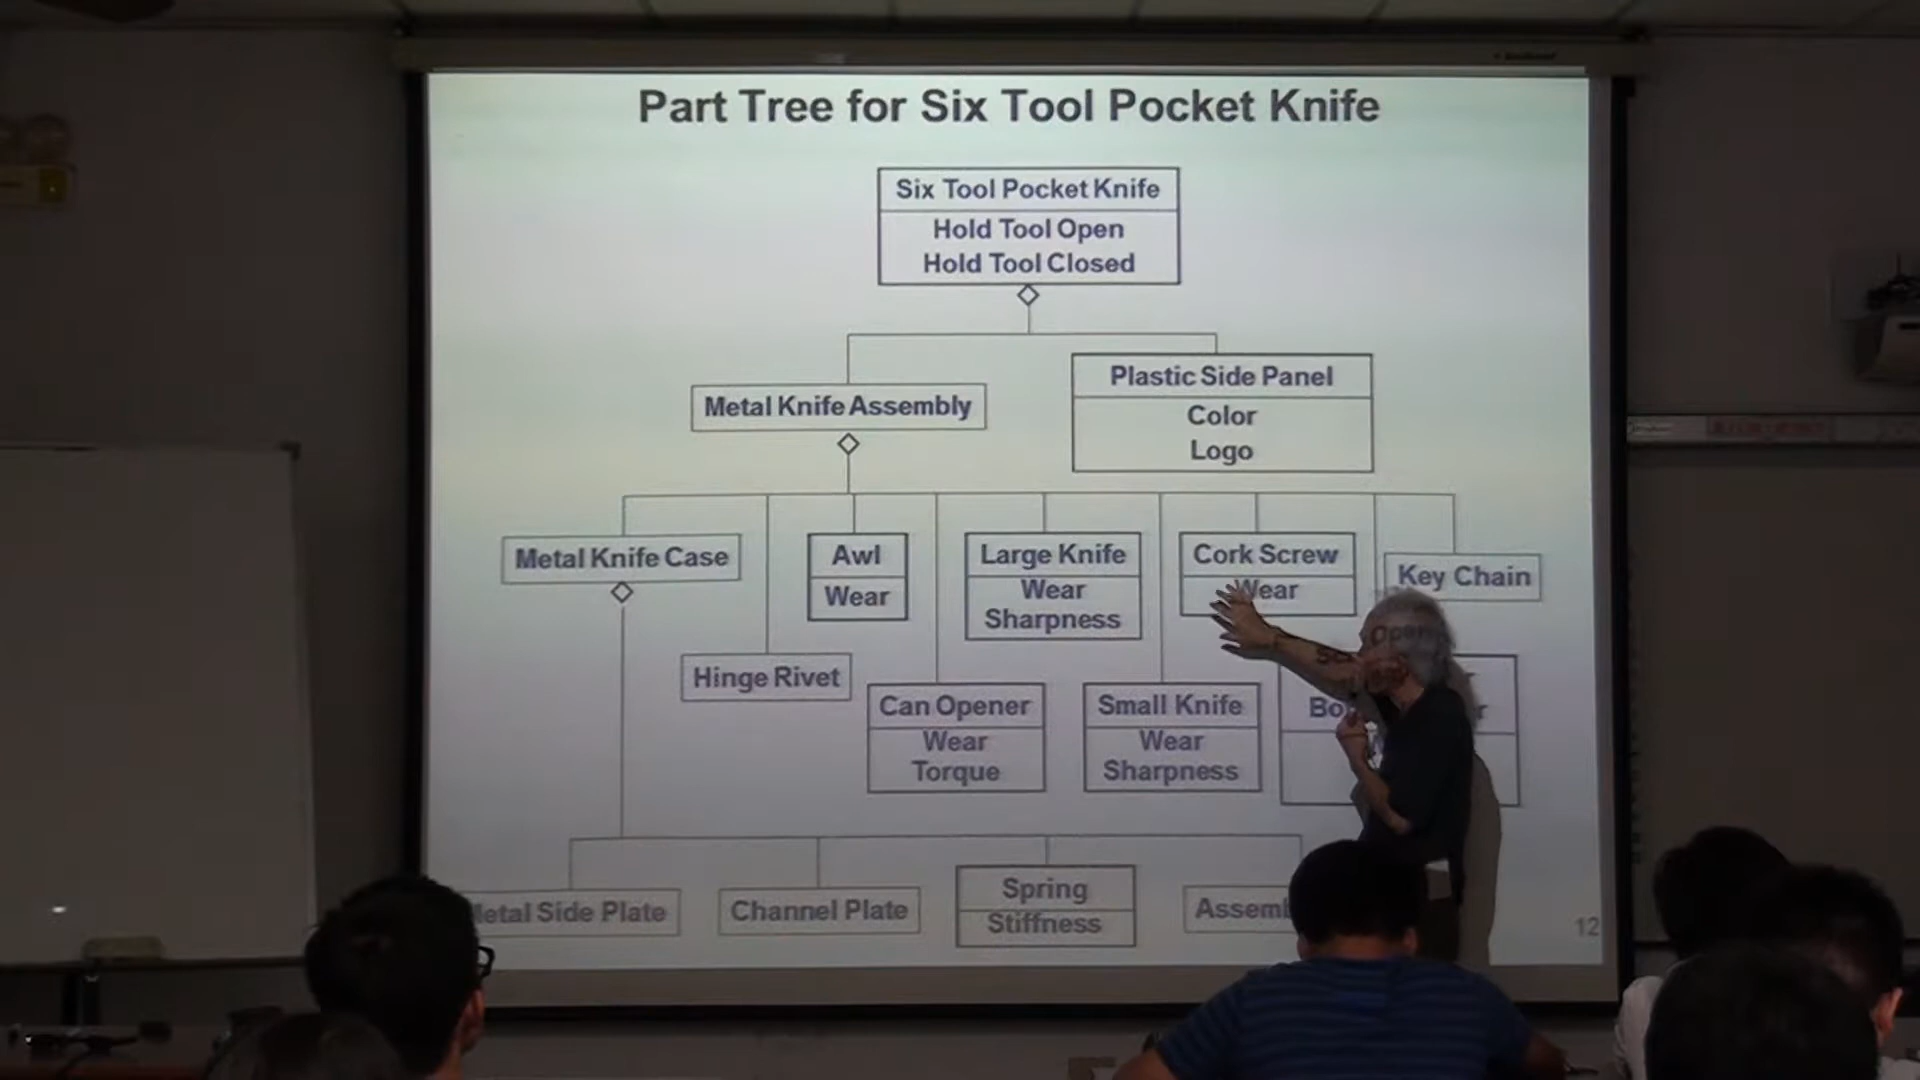 Part Tree for Six Tool Pocket Knife
Six Tool Pocket Knife
Hold Tool Open
Hold Tool Closed
Plastic Side Panel
Color
Logo
Metal Knife Assembly
Metal Knife Case
Awl
Wear
Large Knife
Wear
Sharpness
Cork Screw
Wear
Key Chain
Hinge Rivet
Can Opener
Wear
Torque
Small Knife
Wear
Sharpness
Metal Side Plate
Channel Plate
Spring
Stiffness
12